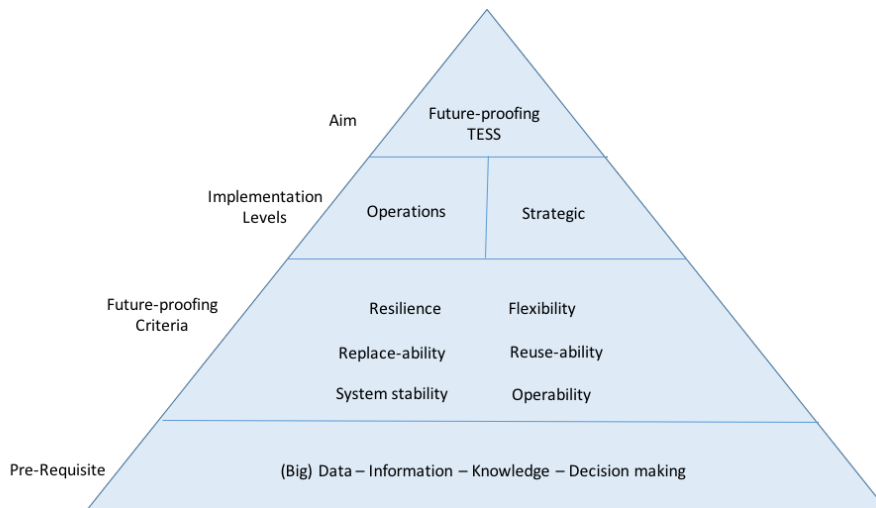 Aim
Future-proofing
TESS
Implementation
Levels
Operations
Strategic
Future-proofing
Criteria
Resilience
Flexibility
Replace-ability
Reuse-ability
System stability
Operability
Pre-Requisite
(Big) Data – Information – Knowledge – Decision making